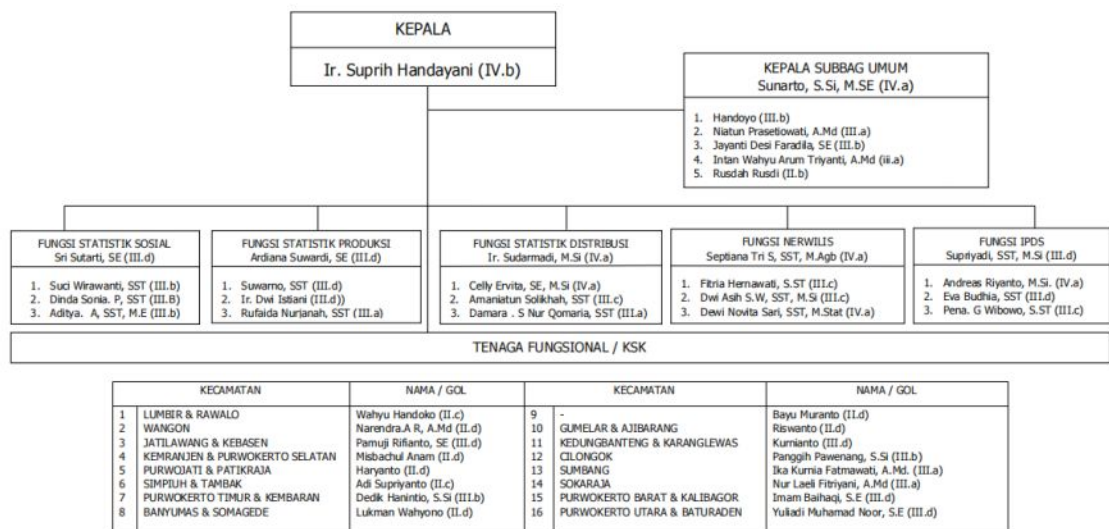 KEPALA
Ir. Suprih Handayani (IV.b)
KEPALA SUBBAG UMUM
Sunarto, S.Si, M.SE (IV.a)
1. Handoyo (III.b)
2. Niatun Prasetiowati, A.Md (III.a)
3. Jayanti Desi Faradila, SE (III.b)
4. Intan Wahyu Arum Triyanti, A.Md (iii.a)
5. Rusdah Rusdi (II.b)
FUNGSI STATISTIK SOSIAL
Sri Sutarti, SE (III.d)
1. Suci Wirawanti, SST (III.b)
2. Dinda Sonia. P, SST (III.B)
3. Aditya. A, SST, M.E (III.b)
FUNGSI STATISTIK PRODUKSI
Ardiana Suwardi, SE (III.d)
1. Suwarno, SST (III.d)
2. Ir. Dwi Istiani (III.d))
3. Rufaida Nurjanah, SST (III.a)
FUNGSI STATISTIK DISTRIBUSI
Ir. Sudarmadi, M.Si (IV.a)
1. Celly Ervita, SE, M.Si (IV.a)
2. Amaniatun Solikhah, SST (III.c)
3. Damara . S Nur Qomaria, SST (III.a)
FUNGSI NERWILIS
Septiana Tri S, SST, M.Agb (IV.a)
1. Fitria Hernawati, S.ST (III.c)
2. Dwi Asih S.W, SST, M.Si (III.c)
3. Dewi Novita Sari, SST, M.Stat (IV.a)
FUNGSI IPDS
Supriyadi, SST, M.Si (III.d)
1. Andreas Riyanto, M.Si. (IV.a)
2. Eva Budhia, SST (III.d)
3. Pena. G Wibowo, S.ST (III.c)
TENAGA FUNGSIONAL / KSK
KECAMATAN NAMA / GOL KECAMATAN NAMA / GOL
1 LUMBIR & RAWALO Wahyu Handoko (II.c) 9 - Bayu Muranto (II.d)
2 WANGON Narendra.A R, A.Md (II.d) 10 GUMELAR & AJIBARANG Riswanto (II.d)
3 JATILAWANG & KEBASEN Pamuji Rifianto, SE (III.d) 11 KEDUNGBANTENG & KARANGLEWAS Kurnianto (III.d)
4 KEMRANJEN & PURWOKERTO SELATAN Misbachul Anam (II.d) 12 CILONGOK Panggih Pawenang, S.Si (III.b)
5 PURWOJATI & PATIKRAJA Haryanto (II.d) 13 SUMBANG Ika Kurnia Fatmawati, A.Md. (III.a)
6 SIMPIUH & TAMBAK Adi Supriyanto (II.c) 14 SOKARAJA Nur Laeli Fitriyani, A.Md (III.a)
7 PURWOKERTO TIMUR & KEMBARAN Dedik Hanintio, S.Si (III.b) 15 PURWOKERTO BARAT & KALIBAGOR Imam Baihaqi, S.E (III.d)
8 BANYUMAS & SOMAGEDE Lukman Wahyono (II.d) 16 PURWOKERTO UTARA & BATURADEN Yuliadi Muhamad Noor, S.E (III.d)